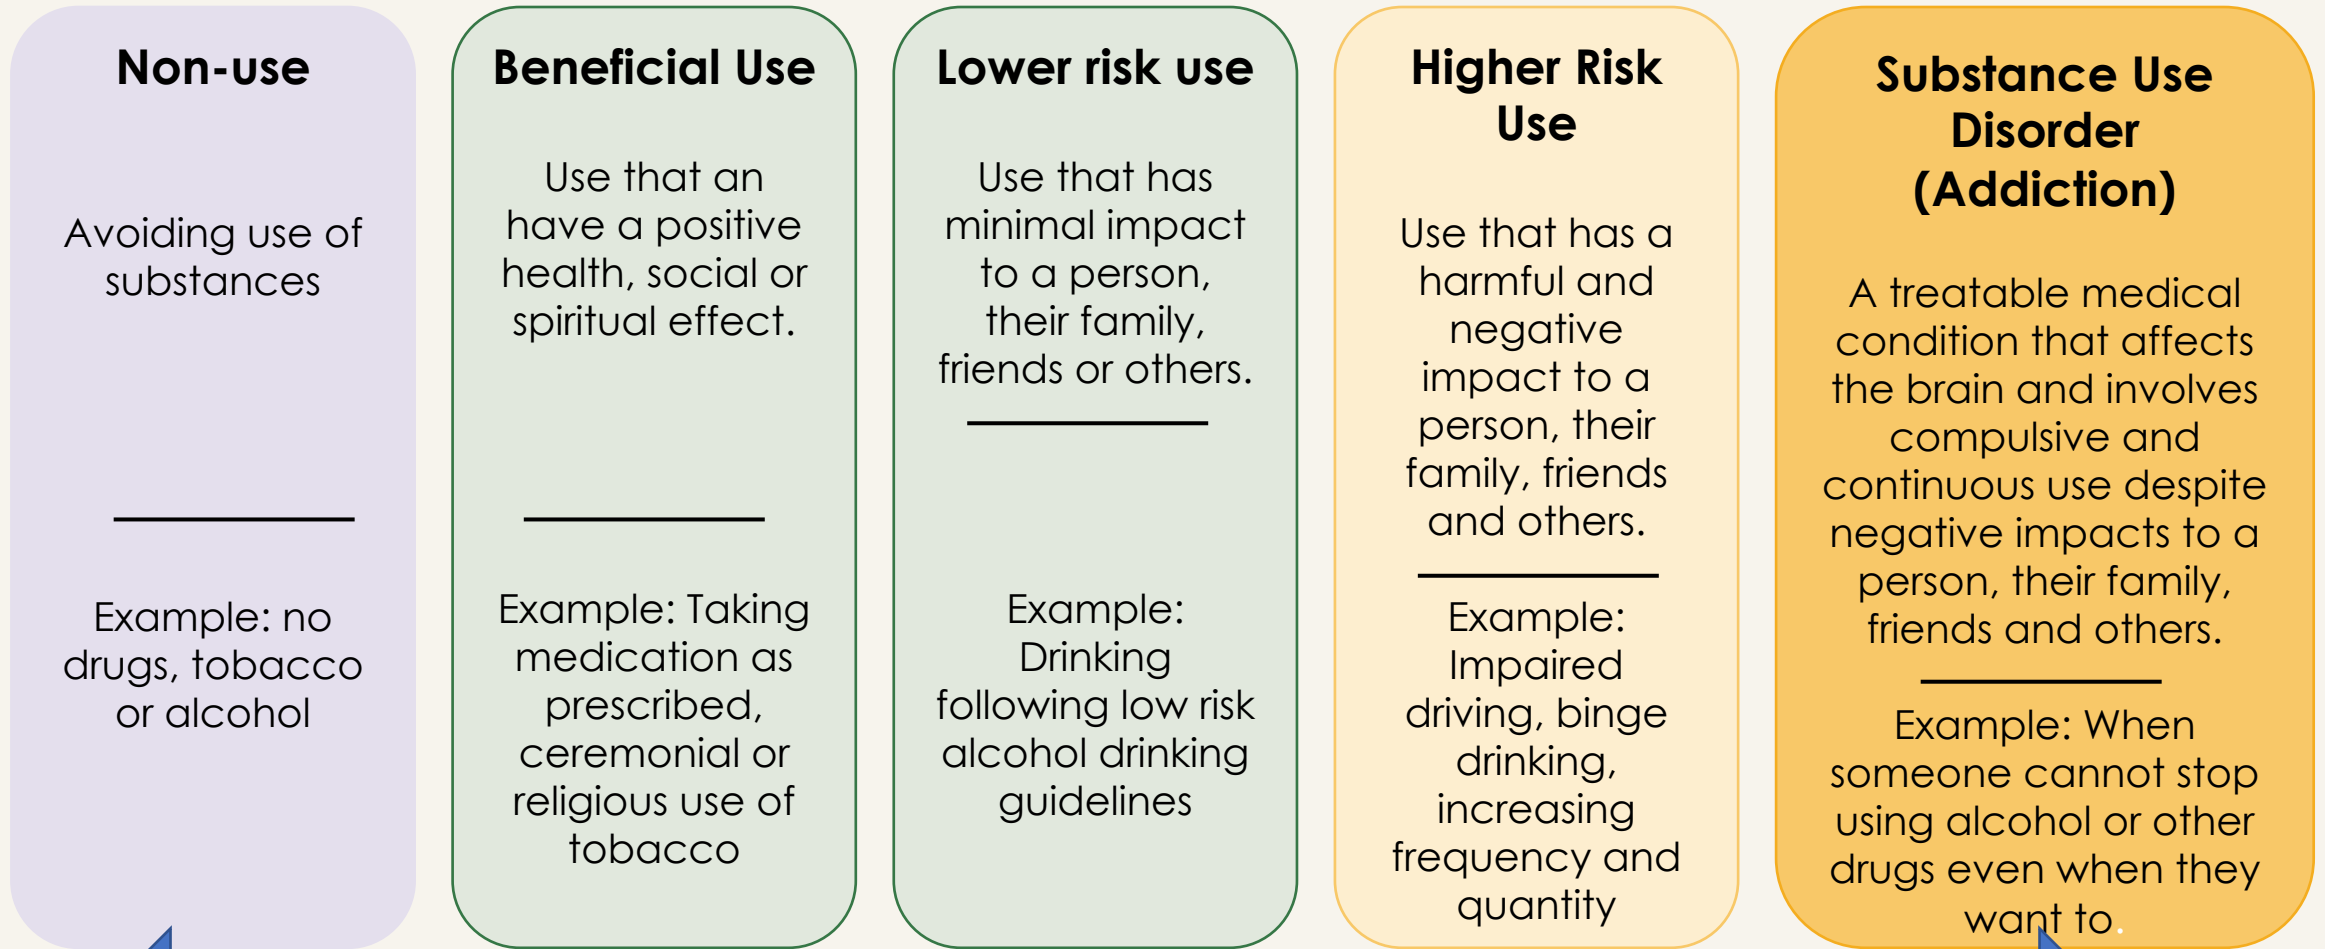 Non-use
Avoiding use of
substances
Example: no
drugs, tobacco
or alcohol
Beneficial Use
Use that an
have a positive
health, social or
spiritual effect.
Example: Taking
medication as
prescribed,
ceremonial or
religious use of
tobacco
Lower risk use
Use that has
minimal impact
to a person,
their family,
friends or others.
Example:
Drinking
following low risk
alcohol drinking
guidelines
Higher Risk
Use
Use that has a
harmful and
negative
impact to a
person, their
family, friends
and others.
Example:
Impaired
driving, binge
drinking,
increasing
frequency and
quantity
Substance Use
Disorder
(Addiction)
A treatable medical
condition that affects
the brain and involves
compulsive and
continuous use despite
negative impacts to a
person, their family,
friends and others.
Example: When
someone cannot stop
using alcohol or other
drugs even when they
want to.